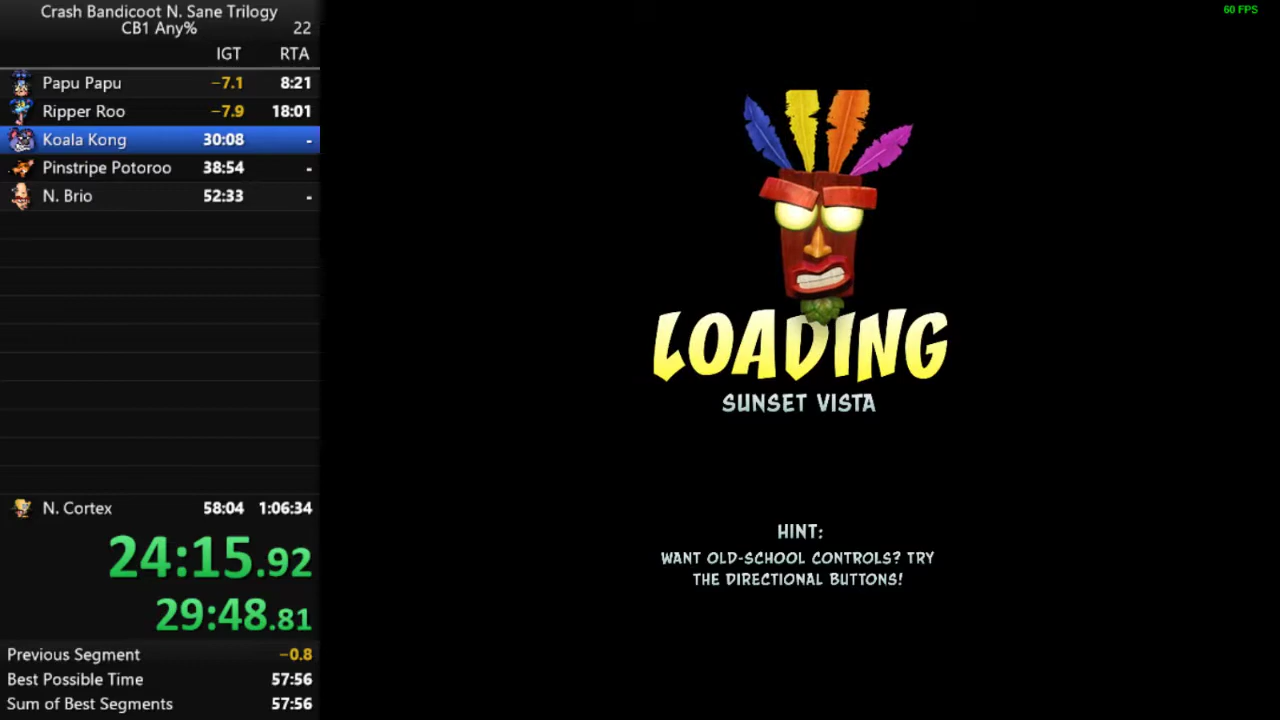 Crash Bandicoot N. Sane Trilogy
CB1 Any% 22
IGT RTA
Papu Papu −7.1 8:21
Ripper Roo −7.9 18:01
Koala Kong 30:08 -
Pinstripe Potoroo 38:54 -
N. Brio 52:33 -
N. Cortex 58:04 1:06:34
24:15.92
29:48.81
Previous Segment −0.8
Best Possible Time 57:56
Sum of Best Segments 57:56
60 FPS
LOADING
SUNSET VISTA
HINT:
WANT OLD-SCHOOL CONTROLS? TRY
THE DIRECTIONAL BUTTONS!